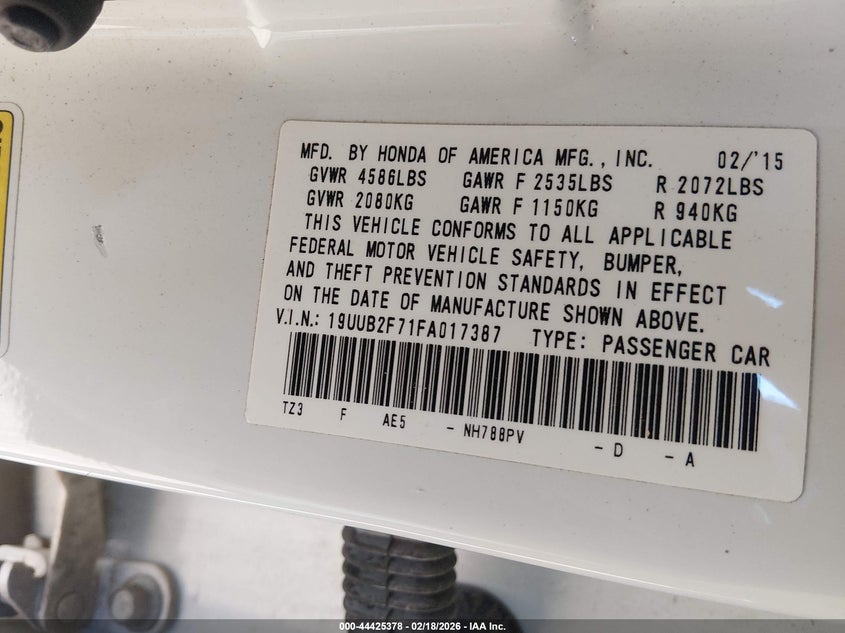 MFD. BY HONDA OF AMERICA MFG., INC. 02/'15
GVWR 4586LBS GAWR F 2535LBS R 2072LBS
GVWR 2080KG GAWR F 1150KG R 940KG
THIS VEHICLE CONFORMS TO ALL APPLICABLE
FEDERAL MOTOR VEHICLE SAFETY, BUMPER,
AND THEFT PREVENTION STANDARDS IN EFFECT
ON THE DATE OF MANUFACTURE SHOWN ABOVE.
V.I.N.: 19UUB2F71FA017387 TYPE: PASSENGER CAR
TZ3 F AE5 - NH788PV - D - A
000-44425378 - 02/18/2026 - IAA Inc.